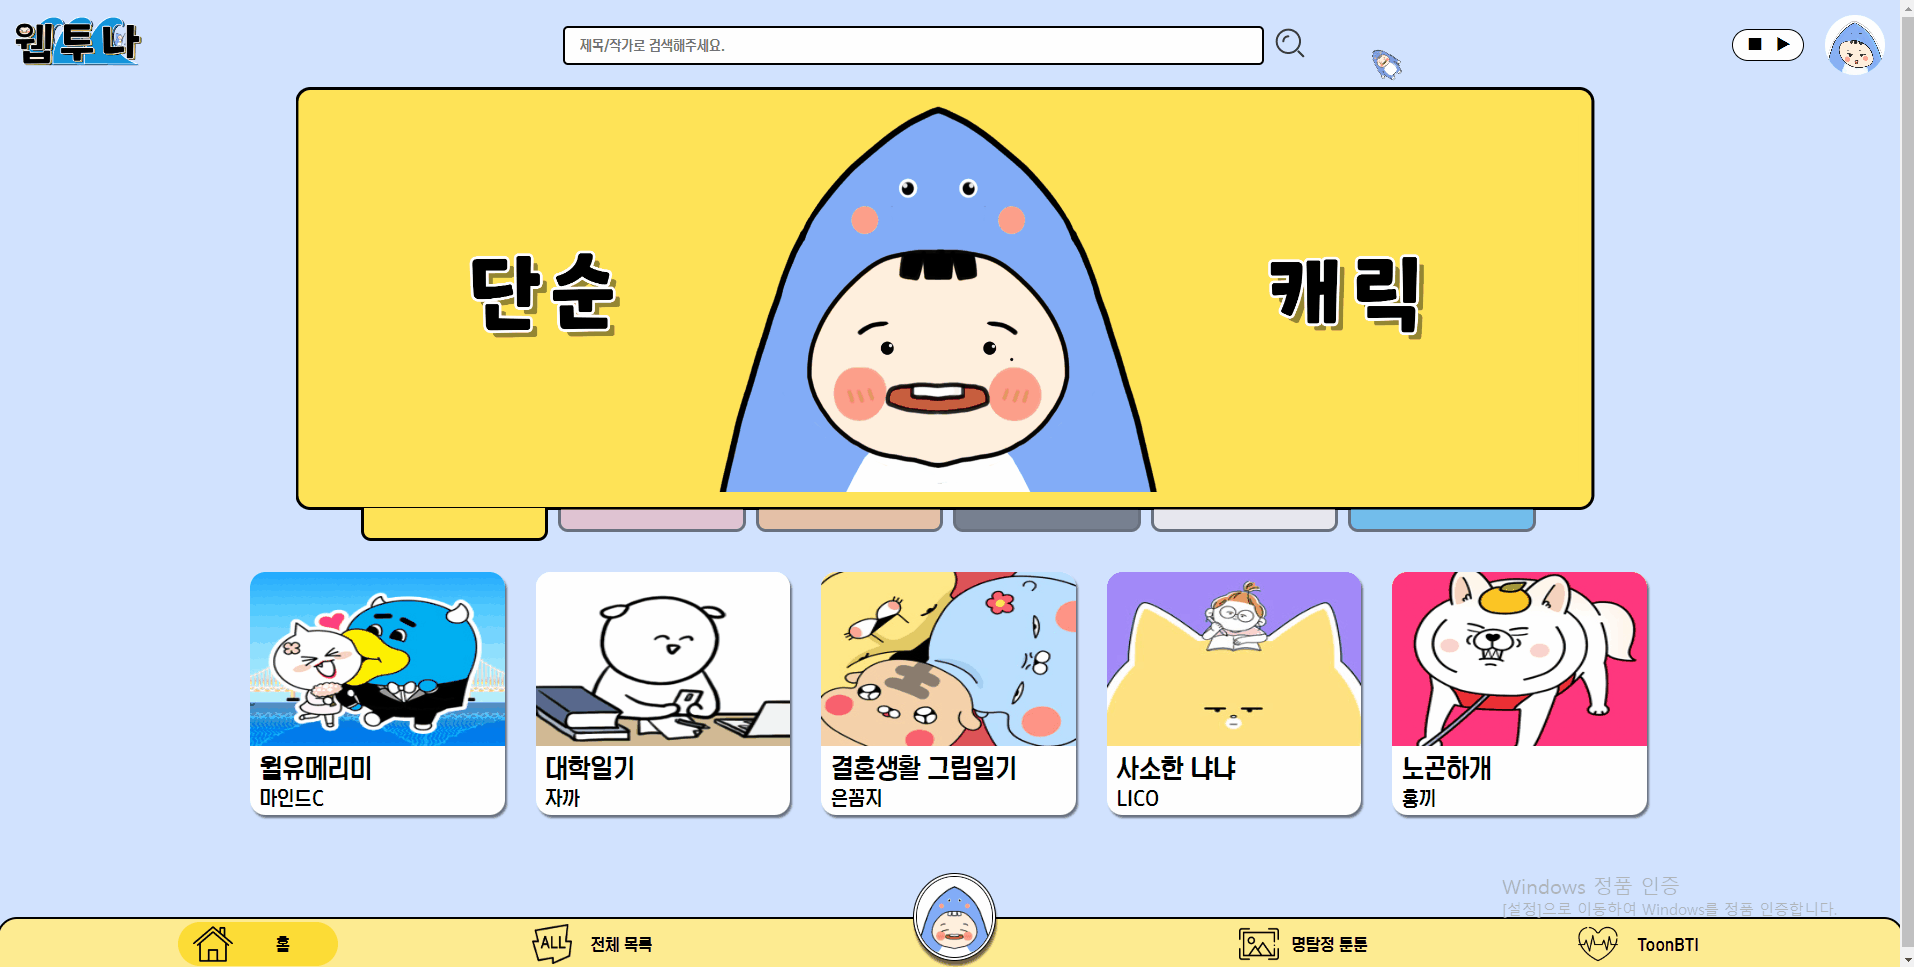 웹투나
제목/작가로 검색해주세요.
단순
캐릭
윌유메리미
마인드C
대학일기
자까
결혼생활 그림일기
은꼼지
사소한 냐냐
LICO
노곤하개
홍끼
Windows 정품 인증
[설정]으로 이동하여 Windows를 정품 인증합니다.
홈
ALL
전체 목록
명탐정 툰툰
ToonBTI